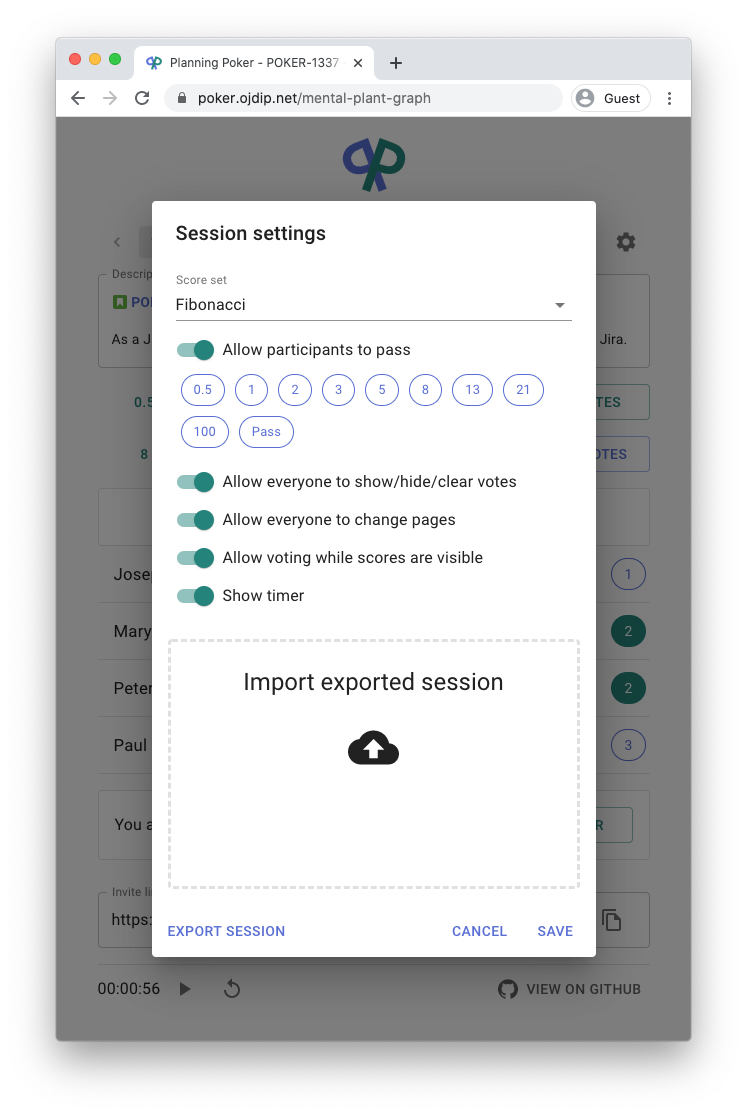 Planning Poker - POKER-1337
poker.ojdip.net/mental-plant-graph
Guest
Session settings
Descrip
Score set
Fibonacci
PO
As a J
Jira.
Allow participants to pass
0.5 1 2 3 5 8 13 21
0.5
TES
100 Pass
8
OTES
Allow everyone to show/hide/clear votes
Allow everyone to change pages
Allow voting while scores are visible
Jose
1
Show timer
Mary
2
Import exported session
Peter
2
Paul
3
You a
R
Invite li
https:
EXPORT SESSION CANCEL SAVE
00:00:56
VIEW ON GITHUB